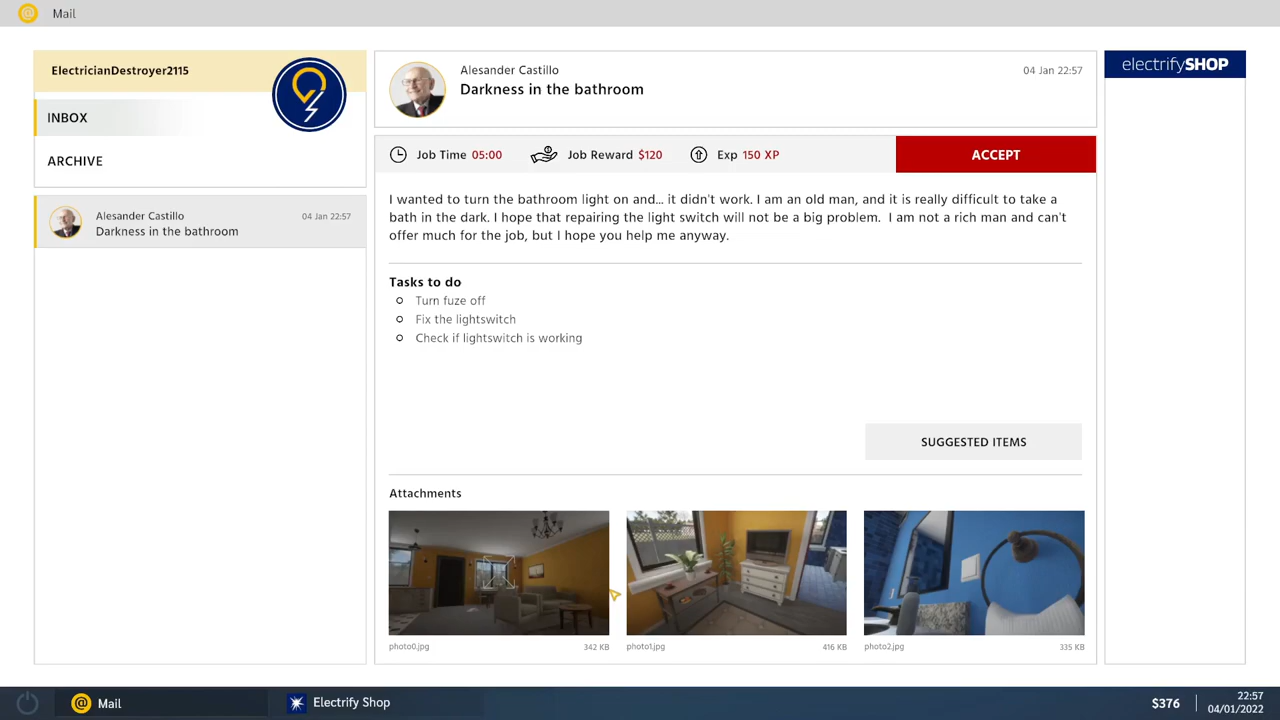 Mail
ElectricianDestroyer2115
INBOX
ARCHIVE
Alesander Castillo
04 Jan 22:57
Darkness in the bathroom
Alesander Castillo
04 Jan 22:57
Darkness in the bathroom
Job Time 05:00
Job Reward $120
Exp 150 XP
ACCEPT
I wanted to turn the bathroom light on and... it didn't work. I am an old man, and it is really difficult to take a
bath in the dark. I hope that repairing the light switch will not be a big problem. I am not a rich man and can't
offer much for the job, but I hope you help me anyway.
Tasks to do
Turn fuze off
Fix the lightswitch
Check if lightswitch is working
SUGGESTED ITEMS
Attachments
photo0.jpg
342 KB
photo1.jpg
416 KB
photo2.jpg
335 KB
electrifySHOP
Mail
Electrify Shop
$376
22:57
04/01/2022